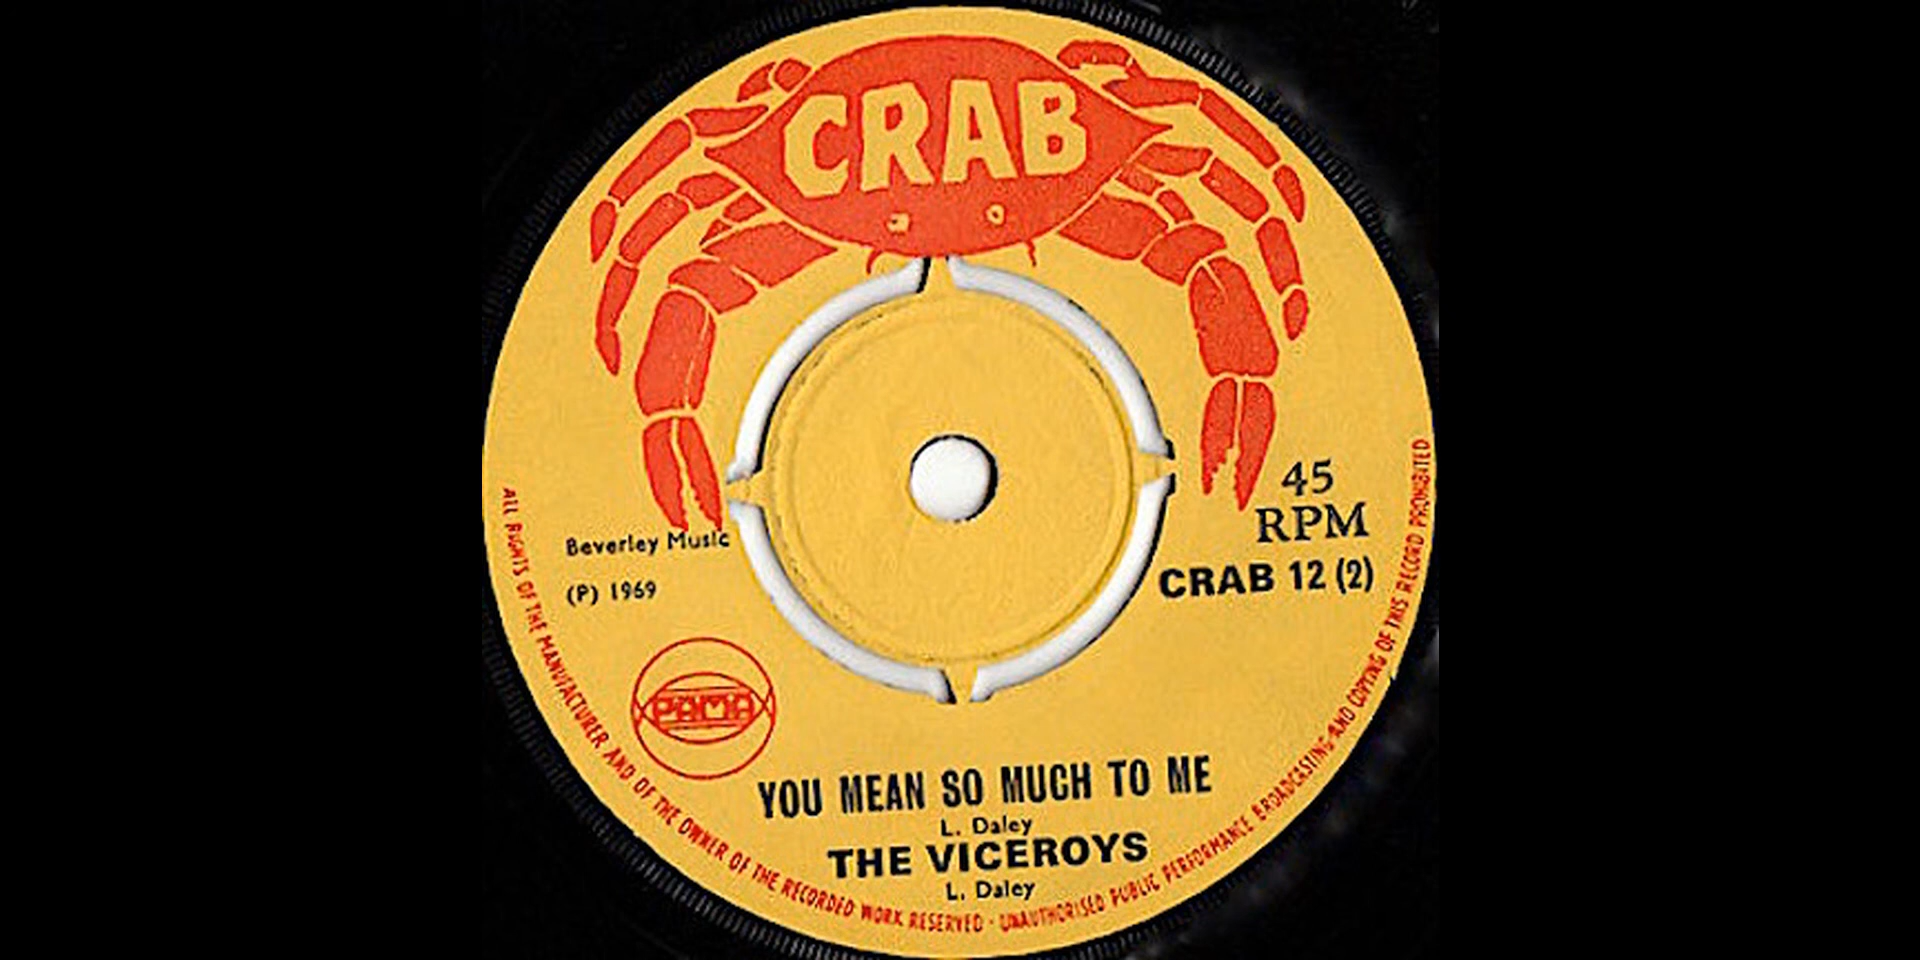 CRAB
45
RPM
CRAB 12 (2)
Beverley Music
(P) 1969
PAMA
YOU MEAN SO MUCH TO ME
L. Daley
THE VICEROYS
L. Daley
ALL RIGHTS OF THE MANUFACTURER AND OF THE OWNER OF THE RECORDED WORK RESERVED · UNAUTHORISED PUBLIC PERFORMANCE BROADCASTING AND COPYING OF THIS RECORD PROHIBITED